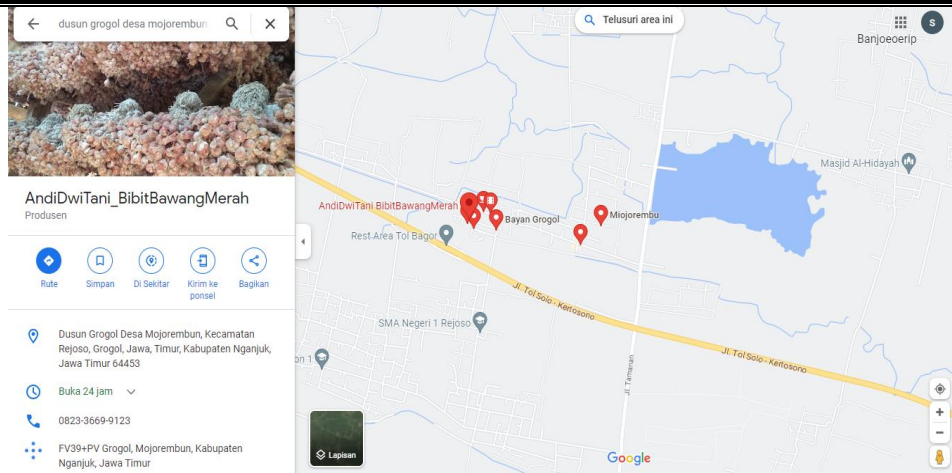 dusun grogol desa mojorembun
AndiDwiTani_BibitBawangMerah
Produsen
Rute
Simpan
Di Sekitar
Kirim ke
ponsel
Bagikan
Dusun Grogol Desa Mojorembun, Kecamatan
Rejoso, Grogol, Jawa, Timur, Kabupaten Nganjuk,
Jawa Timur 64453
Buka 24 jam
0823-3669-9123
FV39+PV Grogol, Mojorembun, Kabupaten
Nganjuk, Jawa Timur
Telusuri area ini
S
Banjoeoerip
Masjid Al-Hidayah
AndiDwiTani BibitBawangMerah
Bayan Grogol
Miojorembu
Rest Area Tol Bagor
Jl. Tol Solo - Kertosono
SMA Negeri 1 Rejoso
on 1
Jl. Tol Solo - Kertosono
Jl. Tamanan
Lapisan
Google